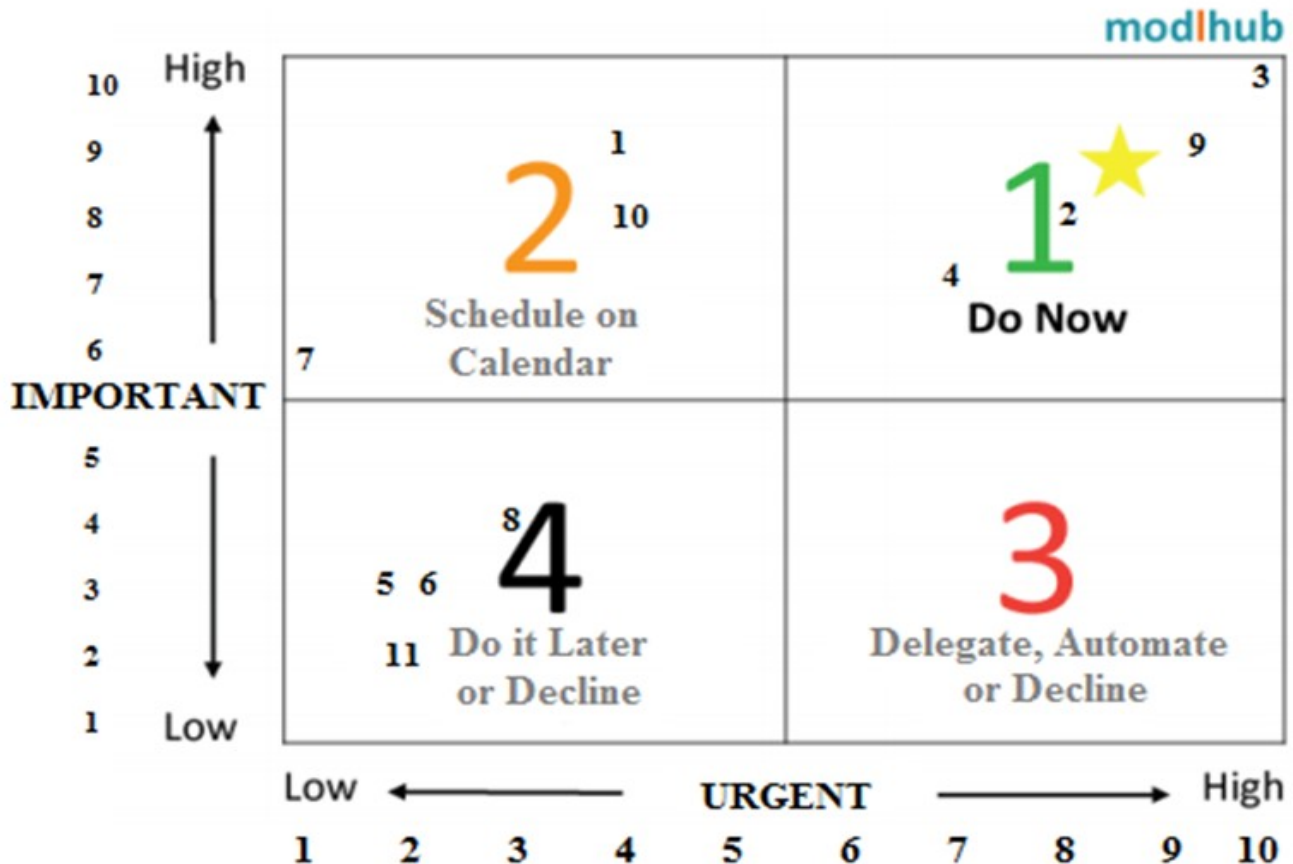 modlhub
10 High 3
9 1 9
2 1
8 10 2
7 4
Schedule on Do Now
Calendar
6 7
IMPORTANT
5
4 8
4 3
3 5 6
2 11 Do it Later Delegate, Automate
or Decline or Decline
1 Low
Low URGENT High
1 2 3 4 5 6 7 8 9 10